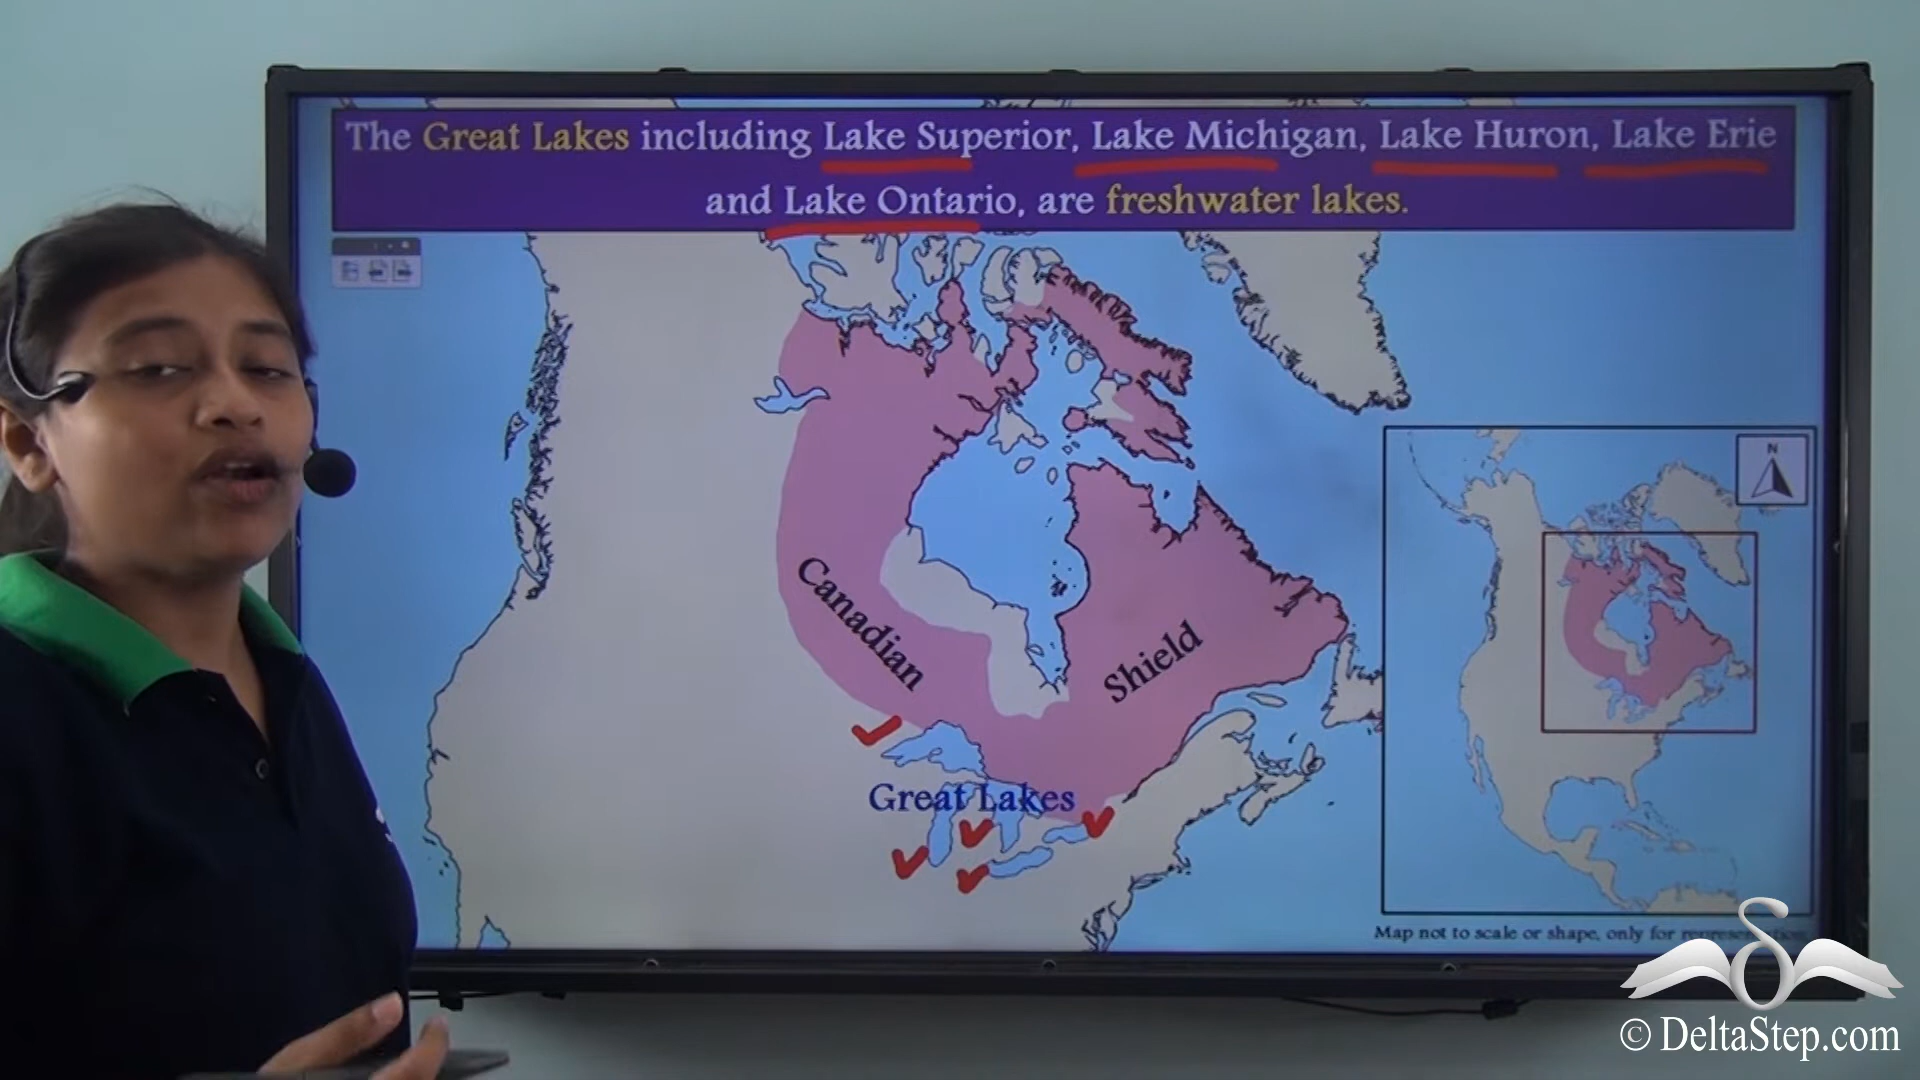 The Great Lakes including Lake Superior, Lake Michigan, Lake Huron, Lake Erie
and Lake Ontario, are freshwater lakes.
N
Canadian
Shield
Great Lakes
Map not to scale or shape, only for
© DeltaStep.com